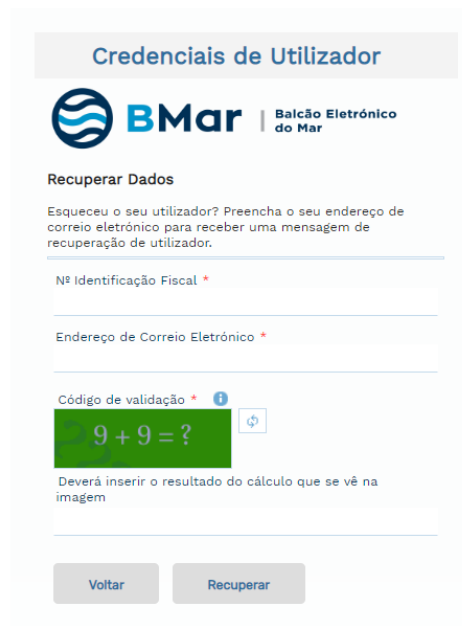 Credenciais de Utilizador
BMar | Balcão Eletrónico
do Mar
Recuperar Dados
Esqueceu o seu utilizador? Preencha o seu endereço de
correio eletrónico para receber uma mensagem de
recuperação de utilizador.
Nº Identificação Fiscal *
Endereço de Correio Eletrónico *
Código de validação *
9 + 9 = ?
Deverá inserir o resultado do cálculo que se vê na
imagem
Voltar Recuperar